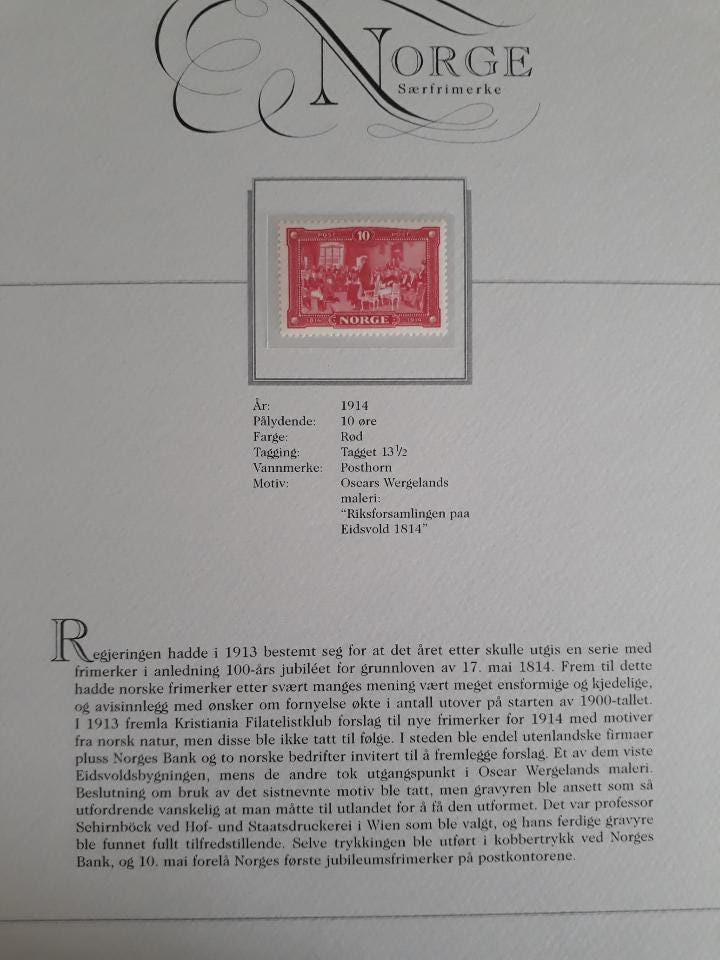 NORGE
Særfrimerke
POST 10 POST
1814 NORGE 1914
År: 1914
Pålydende: 10 øre
Farge: Rød
Tagging: Tagget 13 1/2
Vannmerke: Posthorn
Motiv: Oscars Wergelands
maleri:
"Riksforsamlingen paa
Eidsvold 1814"
Regjeringen hadde i 1913 bestemt seg for at det året etter skulle utgis en serie med
frimerker i anledning 100-års jubiléet for grunnloven av 17. mai 1814. Frem til dette
hadde norske frimerker etter svært manges mening vært meget ensformige og kjedelige,
og avisinnlegg med ønsker om fornyelse økte i antall utover på starten av 1900-tallet.
I 1913 fremla Kristiania Filatelistklub forslag til nye frimerker for 1914 med motiver
fra norsk natur, men disse ble ikke tatt til følge. I steden ble endel utenlandske firmaer
pluss Norges Bank og to norske bedrifter invitert til å fremlegge forslag. Et av dem viste
Eidsvoldsbygningen, mens de andre tok utgangspunkt i Oscar Wergelands maleri.
Beslutning om bruk av det sistnevnte motiv ble tatt, men gravyren ble ansett som så
utfordrende vanskelig at man måtte til utlandet for å få den utformet. Det var professor
Schirnböck ved Hof- und Staatsdruckerei i Wien som ble valgt, og hans ferdige gravyre
ble funnet fullt tilfredstillende. Selve trykkingen ble utført i kobbertrykk ved Norges
Bank, og 10. mai forelå Norges første jubileumsfrimerker på postkontorene.